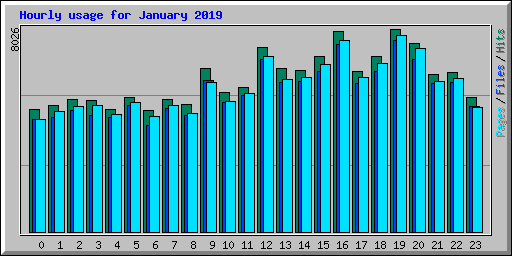 Hourly usage for January 2019
8026
Pages / Files / Hits
0 1 2 3 4 5 6 7 8 9 10 11 12 13 14 15 16 17 18 19 20 21 22 23